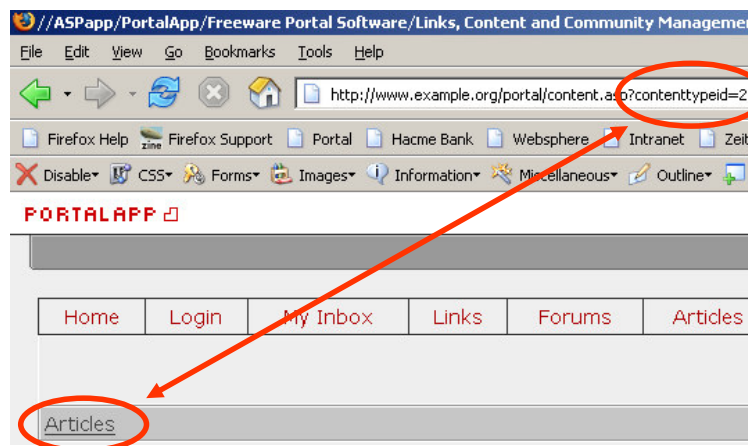 //ASPapp/PortalApp/Freeware Portal Software/Links, Content and Community Manageme
File Edit View Go Bookmarks Tools Help
http://www.example.org/portal/content.asp?contenttypeid=2
Firefox Help Firefox Support Portal Hacme Bank Websphere Intranet Zeit
Disable CSS Forms Images Information Miscellaneous Outline
PORTALAPP
Home Login My Inbox Links Forums Articles
Articles